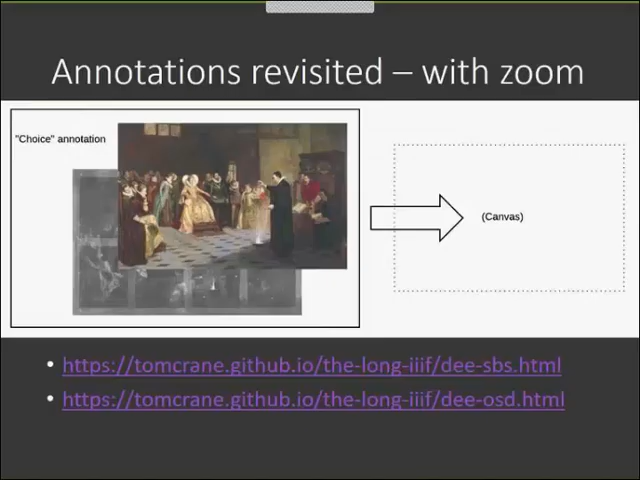 Annotations revisited – with zoom
"Choice" annotation
(Canvas)
• https://tomcrane.github.io/the-long-iiif/dee-sbs.html
• https://tomcrane.github.io/the-long-iiif/dee-osd.html